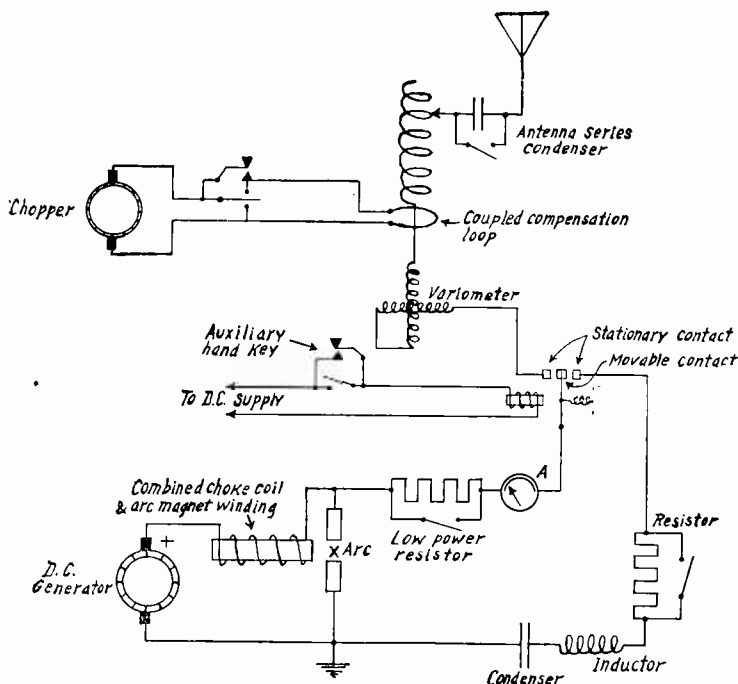 Antenna Series
condenser
Chopper
Coupled compensation
loop
Variometer
Auxiliary
hand key
Stationary contact
Movable contact
To D.C. Supply
A
Combined choke coil
& arc magnet winding
+
Arc
Low power
resistor
Resistor
D.C.
Generator
Condenser
Inductor